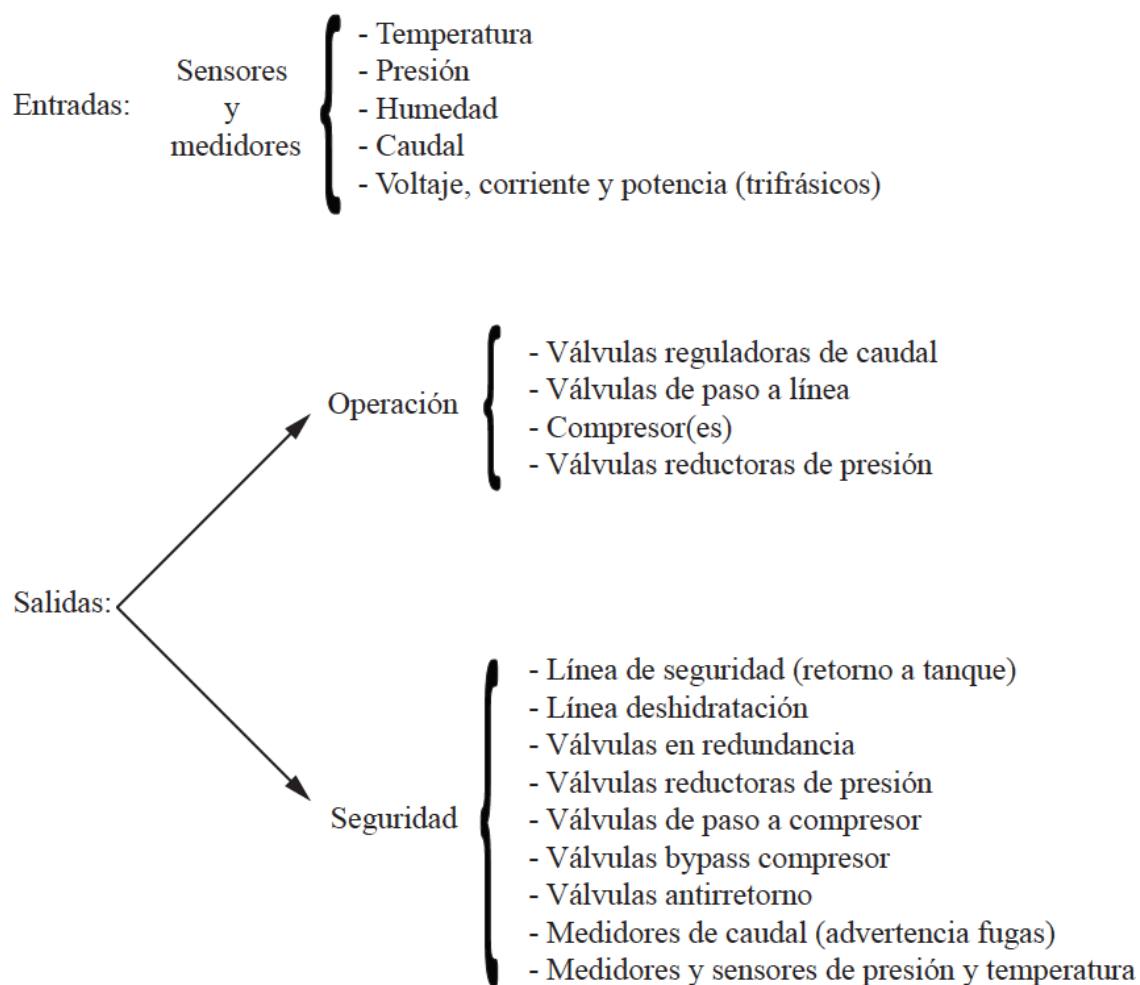 Entradas:
Sensores
y
medidores
- Temperatura
- Presión
- Humedad
- Caudal
- Voltaje, corriente y potencia (trifrásicos)
Salidas:
Operación
- Válvulas reguladoras de caudal
- Válvulas de paso a línea
- Compresor(es)
- Válvulas reductoras de presión
Seguridad
- Línea de seguridad (retorno a tanque)
- Línea deshidratación
- Válvulas en redundancia
- Válvulas reductoras de presión
- Válvulas de paso a compresor
- Válvulas bypass compresor
- Válvulas antirretorno
- Medidores de caudal (advertencia fugas)
- Medidores y sensores de presión y temperatura